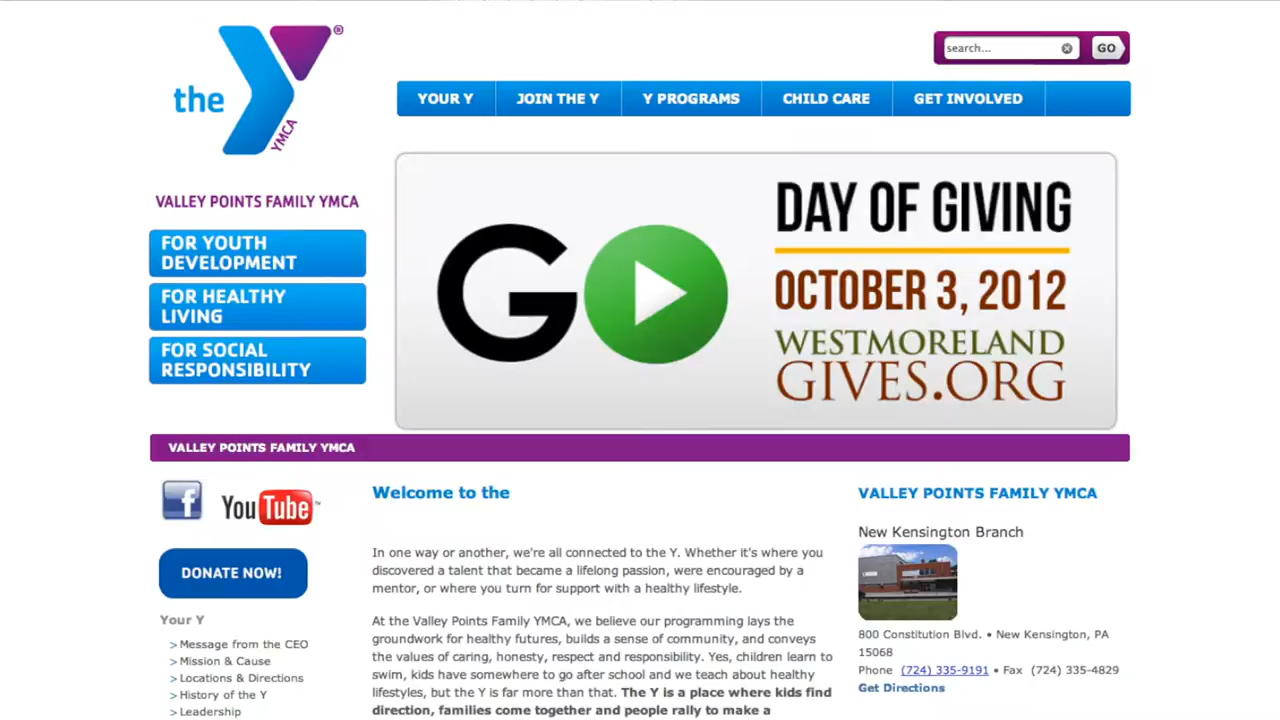 the
YMCA
®
search...
GO
YOUR Y
JOIN THE Y
Y PROGRAMS
CHILD CARE
GET INVOLVED
VALLEY POINTS FAMILY YMCA
FOR YOUTH
DEVELOPMENT
FOR HEALTHY
LIVING
FOR SOCIAL
RESPONSIBILITY
GO
DAY OF GIVING
OCTOBER 3, 2012
WESTMORELAND
GIVES.ORG
VALLEY POINTS FAMILY YMCA
f
YouTube™
DONATE NOW!
Your Y
> Message from the CEO
> Mission & Cause
> Locations & Directions
> History of the Y
> Leadership
Welcome to the
In one way or another, we're all connected to the Y. Whether it's where you
discovered a talent that became a lifelong passion, were encouraged by a
mentor, or where you turn for support with a healthy lifestyle.
At the Valley Points Family YMCA, we believe our programming lays the
groundwork for healthy futures, builds a sense of community, and conveys
the values of caring, honesty, respect and responsibility. Yes, children learn to
swim, kids have somewhere to go after school and we teach about healthy
lifestyles, but the Y is far more than that. The Y is a place where kids find
direction, families come together and people rally to make a
VALLEY POINTS FAMILY YMCA
New Kensington Branch
800 Constitution Blvd. • New Kensington, PA
15068
Phone (724) 335-9191 • Fax (724) 335-4829
Get Directions